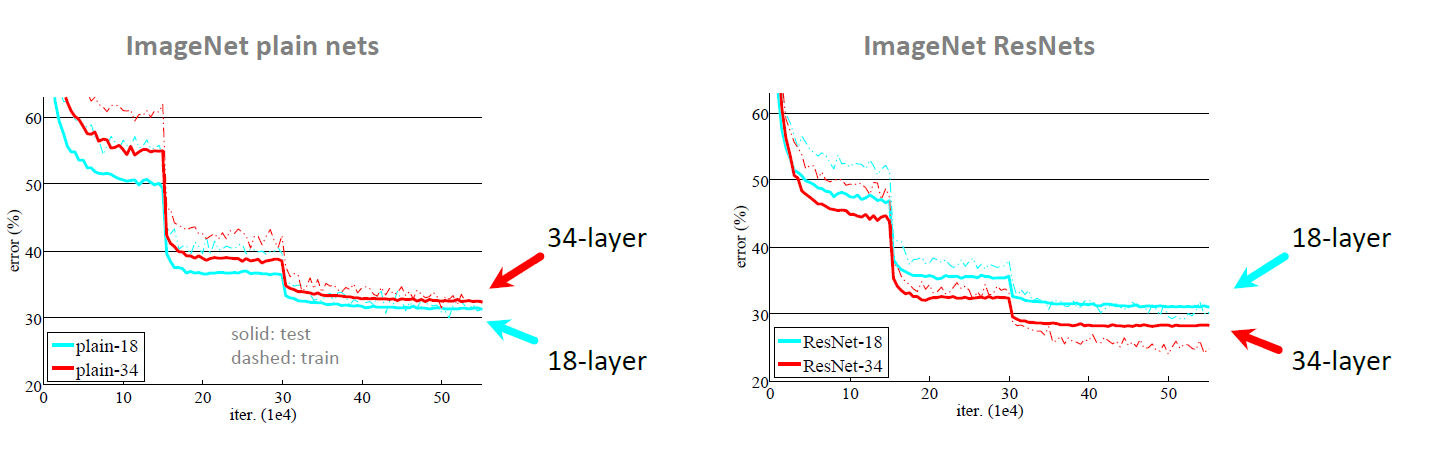 ImageNet plain nets
60
50
40
30
20
error (%)
0
10
20
30
40
50
iter. (1e4)
plain-18
plain-34
solid: test
dashed: train
34-layer
18-layer
ImageNet ResNets
60
50
40
30
20
error (%)
0
10
20
30
40
50
iter. (1e4)
ResNet-18
ResNet-34
18-layer
34-layer